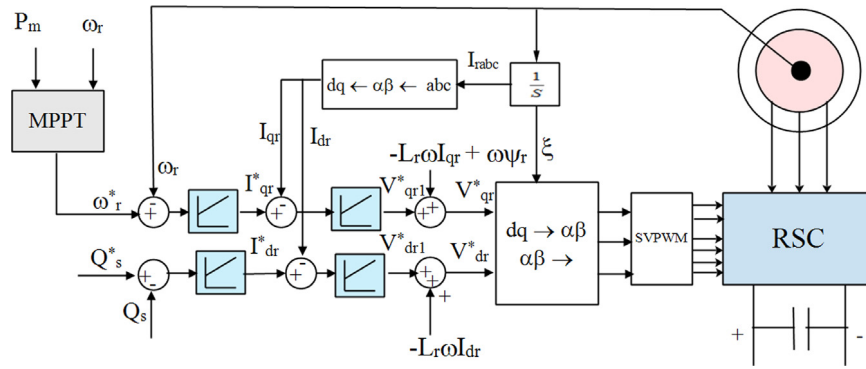 Pm ωr
MPPT
dq ← αβ ← abc
Irabc
1/s
ξ
Iqr
Idr
-LrωIqr + ωψr
ωr
ω*r
+ -
I*qr
+ -
V*qr1
+ +
V*qr
dq → αβ
αβ →
SVPWM
RSC
Q*s
+ -
I*dr
+ -
V*dr1
+ +
V*dr
+
Qs
-LrωIdr
+ -